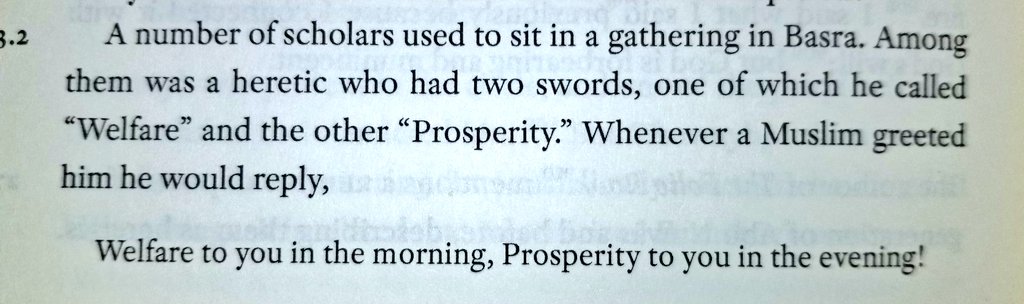 3.2 A number of scholars used to sit in a gathering in Basra. Among
them was a heretic who had two swords, one of which he called
“Welfare” and the other “Prosperity.” Whenever a Muslim greeted
him he would reply,
Welfare to you in the morning, Prosperity to you in the evening!